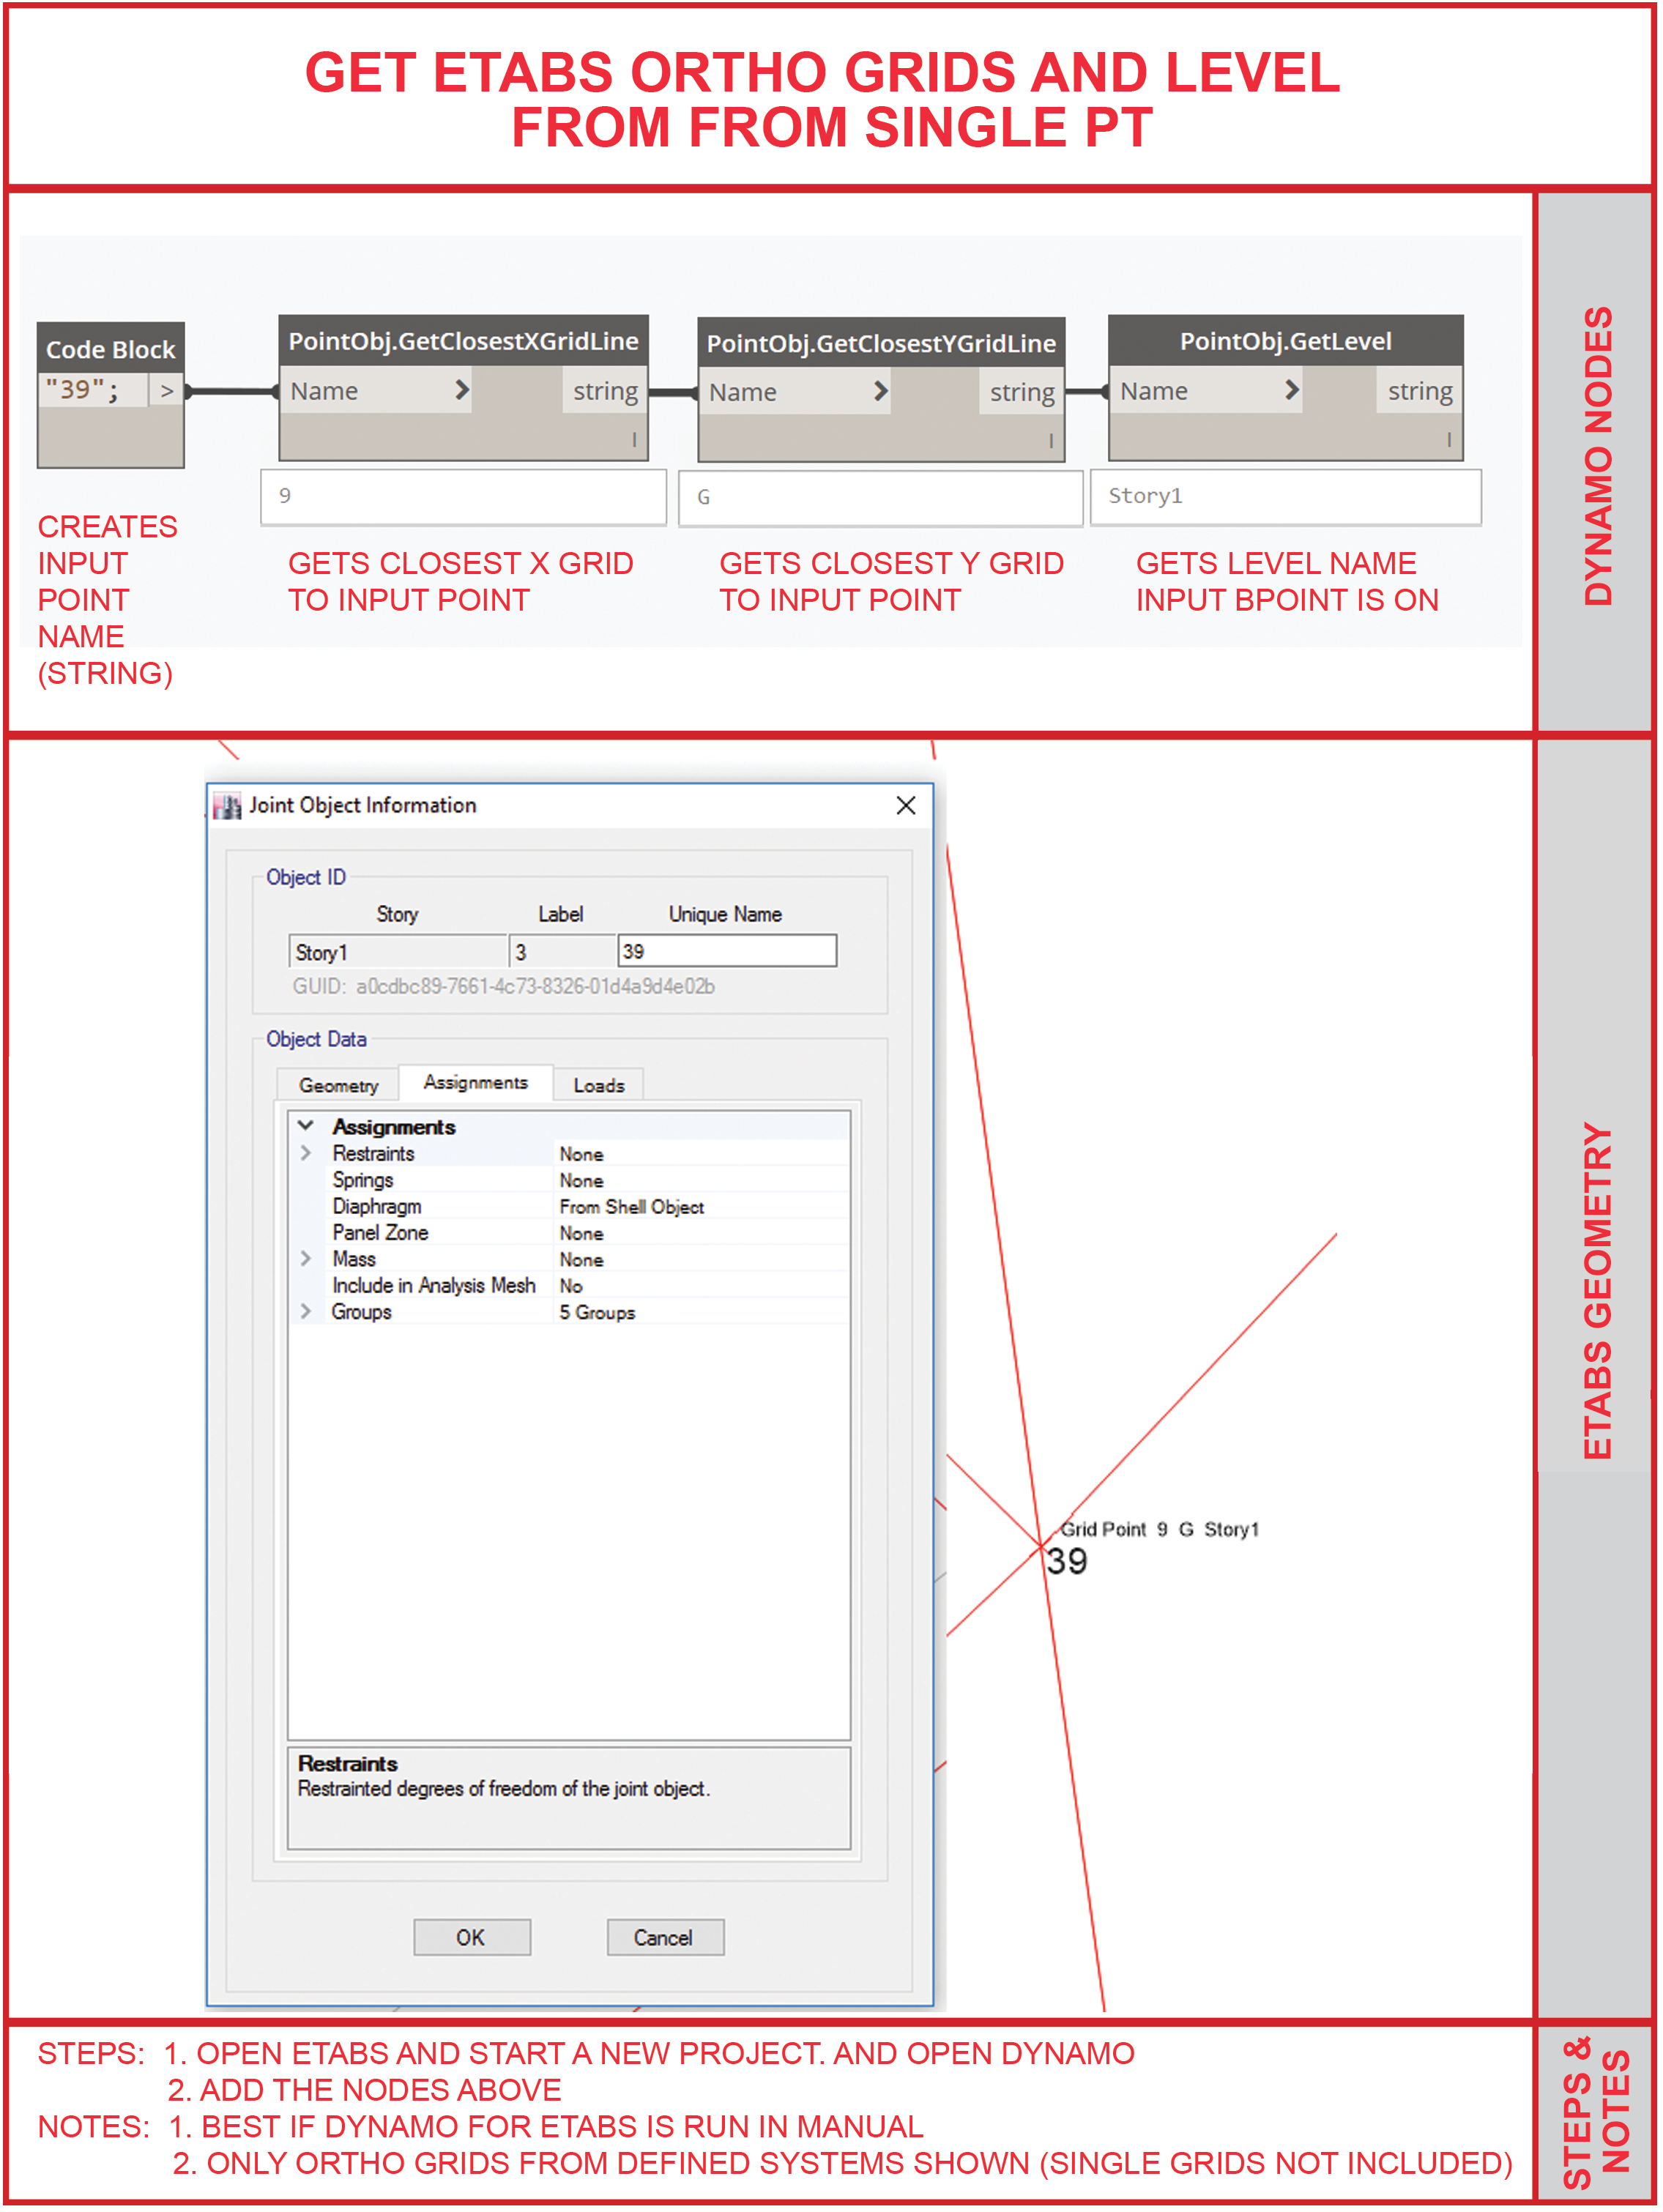 GET ETABS ORTHO GRIDS AND LEVEL
FROM FROM SINGLE PT
DYNAMO NODES
Code Block
"39"; >
PointObj.GetClosestXGridLine
Name > string
l
9
PointObj.GetClosestYGridLine
Name > string
l
G
PointObj.GetLevel
Name > string
l
Story1
CREATES
INPUT
POINT
NAME
(STRING)
GETS CLOSEST X GRID
TO INPUT POINT
GETS CLOSEST Y GRID
TO INPUT POINT
GETS LEVEL NAME
INPUT BPOINT IS ON
ETABS GEOMETRY
Joint Object Information
Object ID
Story Label Unique Name
Story1 3 39
GUID: a0cdbc89-7661-4c73-8326-01d4a9d4e02b
Object Data
Geometry Assignments Loads
Assignments
Restraints None
Springs None
Diaphragm From Shell Object
Panel Zone None
Mass None
Include in Analysis Mesh No
Groups 5 Groups
Restraints
Restrainted degrees of freedom of the joint object.
OK Cancel
Grid Point 9 G Story1
39
STEPS: 1. OPEN ETABS AND START A NEW PROJECT. AND OPEN DYNAMO
2. ADD THE NODES ABOVE
NOTES: 1. BEST IF DYNAMO FOR ETABS IS RUN IN MANUAL
2. ONLY ORTHO GRIDS FROM DEFINED SYSTEMS SHOWN (SINGLE GRIDS NOT INCLUDED)
STEPS &
NOTES